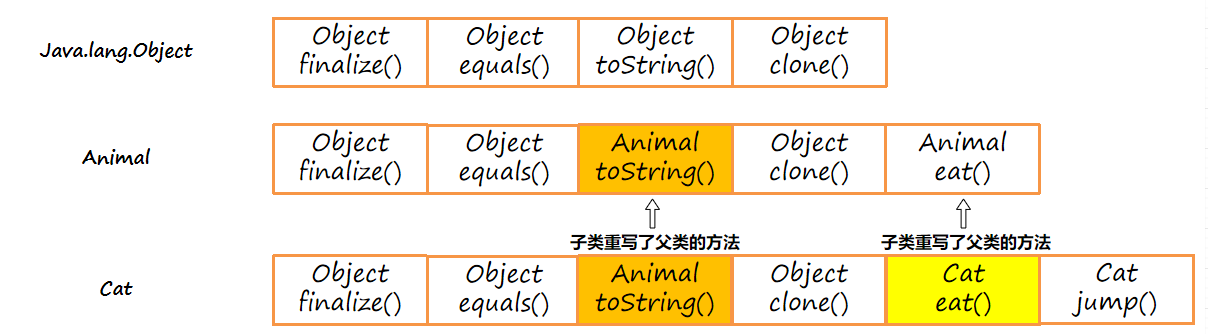 Java.lang.Object
Object Object Object Object
finalize() equals() toString() clone()
Animal
Object Object Animal Object Animal
finalize() equals() toString() clone() eat()
子类重写了父类的方法 子类重写了父类的方法
Cat
Object Object Animal Object Cat Cat
finalize() equals() toString() clone() eat() jump()